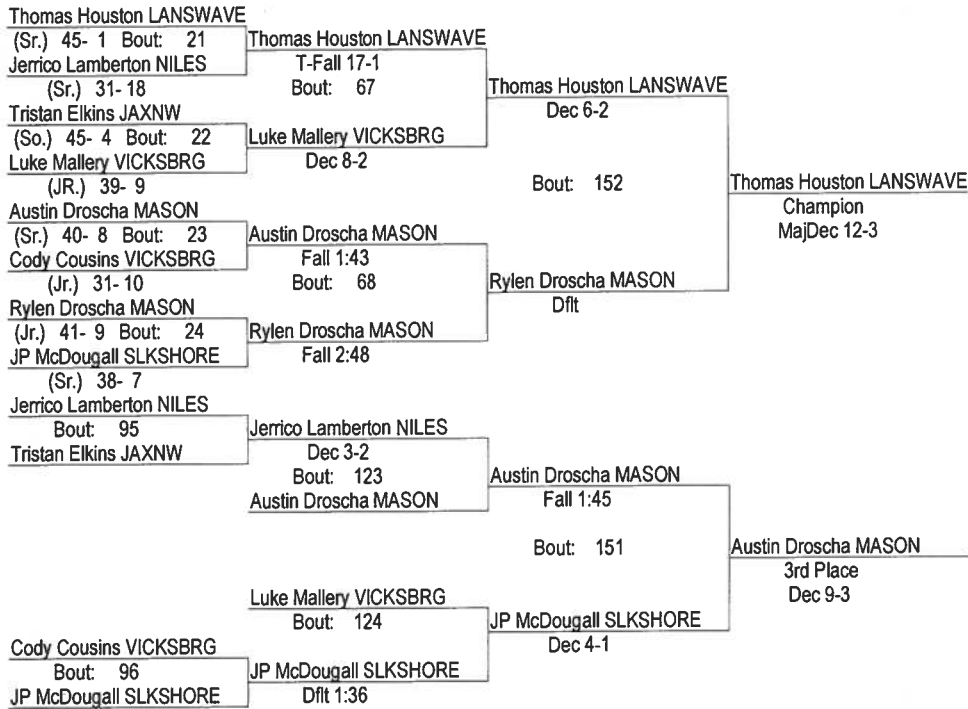 Thomas Houston LANSWAVE
(Sr.) 45- 1 Bout: 21
Jerrico Lamberton NILES
(Sr.) 31- 18
Tristan Elkins JAXNW
(So.) 45- 4 Bout: 22
Luke Mallery VICKSBRG
(JR.) 39- 9
Austin Droscha MASON
(Sr.) 40- 8 Bout: 23
Cody Cousins VICKSBRG
(Jr.) 31- 10
Rylen Droscha MASON
(Jr.) 41- 9 Bout: 24
JP McDougall SLKSHORE
(Sr.) 38- 7
Thomas Houston LANSWAVE
T-Fall 17-1
Bout: 67
Luke Mallery VICKSBRG
Dec 8-2
Austin Droscha MASON
Fall 1:43
Bout: 68
Rylen Droscha MASON
Fall 2:48
Thomas Houston LANSWAVE
Dec 6-2
Bout: 152
Rylen Droscha MASON
Dflt
Thomas Houston LANSWAVE
Champion
MajDec 12-3
Jerrico Lamberton NILES
Bout: 95
Tristan Elkins JAXNW
Jerrico Lamberton NILES
Dec 3-2
Bout: 123
Austin Droscha MASON
Austin Droscha MASON
Fall 1:45
Bout: 151
Luke Mallery VICKSBRG
Bout: 124
Cody Cousins VICKSBRG
Bout: 96
JP McDougall SLKSHORE
JP McDougall SLKSHORE
Dflt 1:36
JP McDougall SLKSHORE
Dec 4-1
Austin Droscha MASON
3rd Place
Dec 9-3